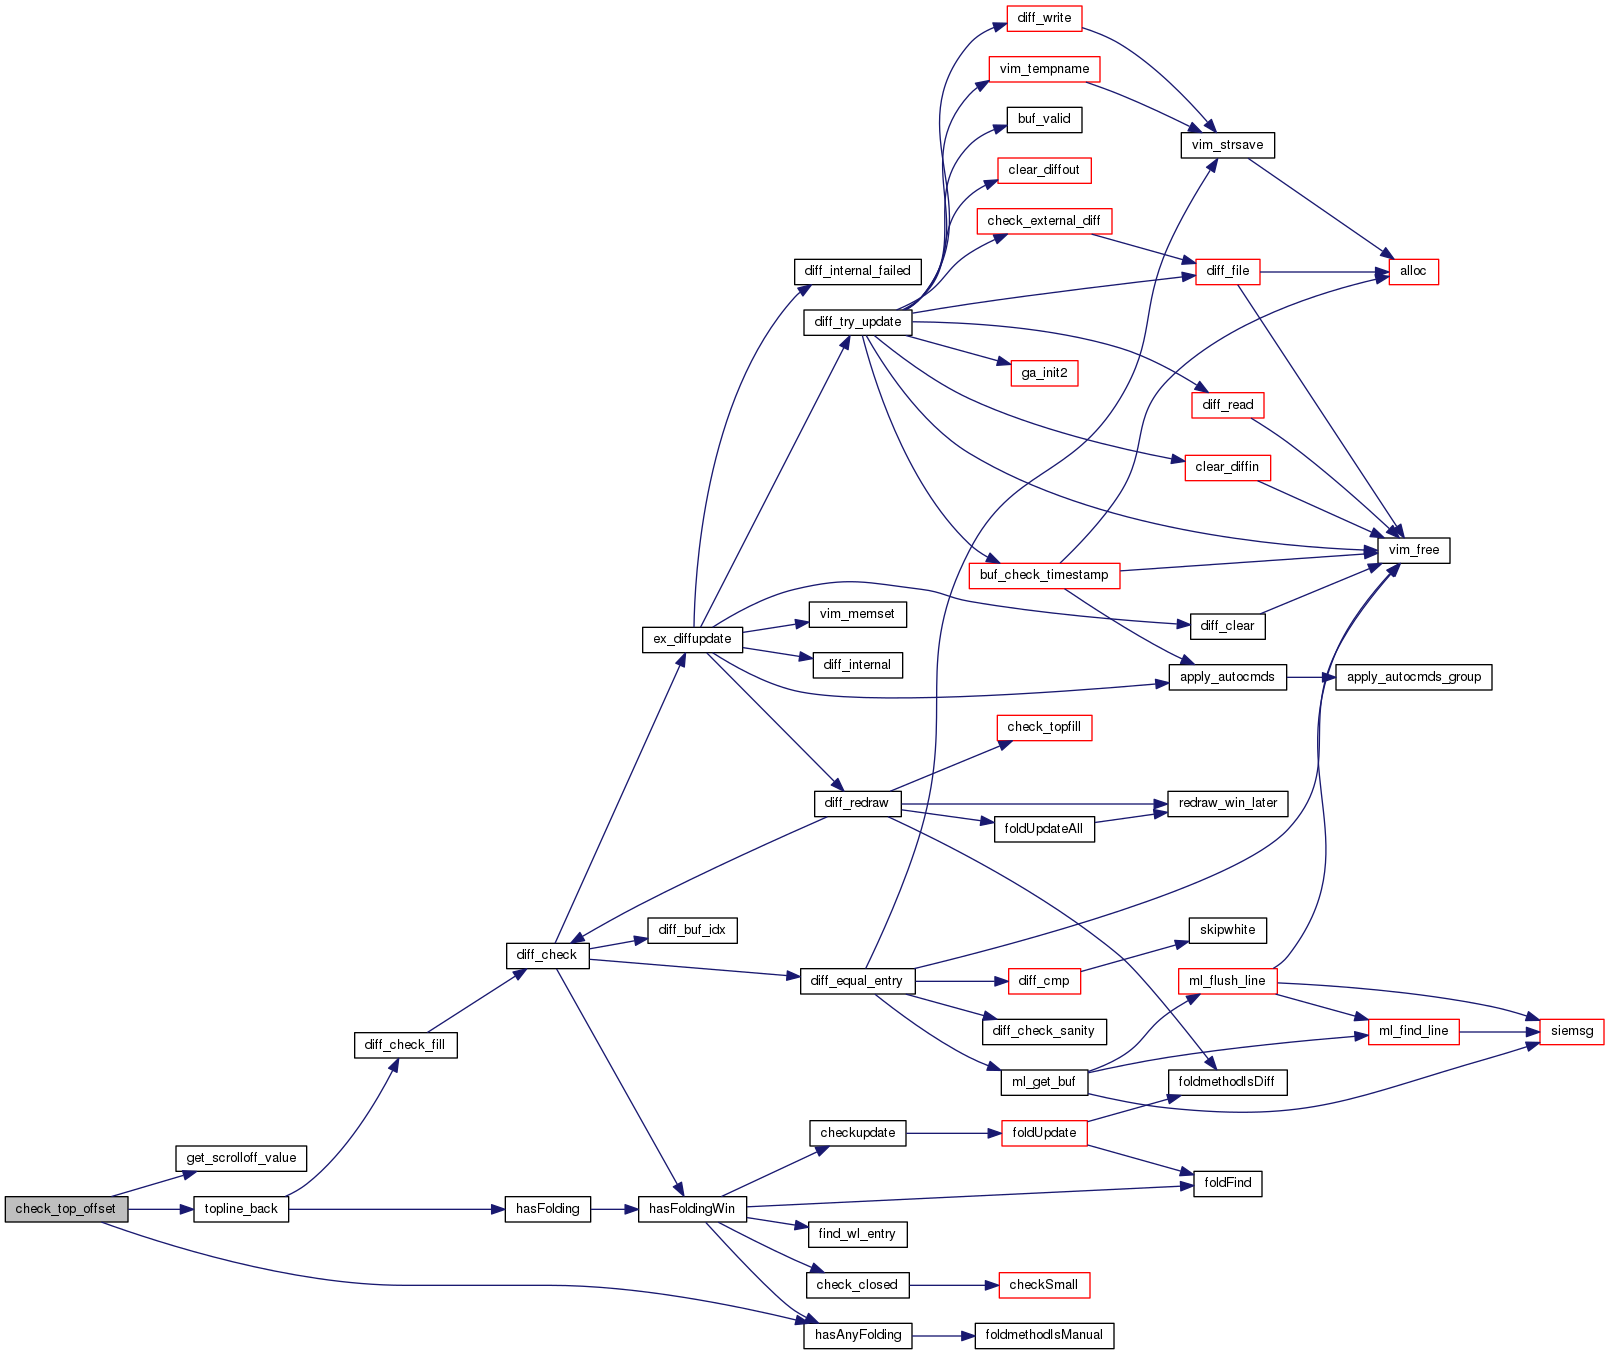 diff_write
vim_tempname
buf_valid
vim_strsave
clear_diffout
check_external_diff
diff_internal_failed
diff_file
alloc
diff_try_update
ga_init2
diff_read
clear_diffin
vim_free
buf_check_timestamp
vim_memset
diff_clear
ex_diffupdate
diff_internal
apply_autocmds
apply_autocmds_group
check_topfill
diff_redraw
redraw_win_later
foldUpdateAll
diff_buf_idx
skipwhite
diff_check
diff_equal_entry
diff_cmp
ml_flush_line
diff_check_sanity
ml_find_line
siemsg
diff_check_fill
ml_get_buf
foldmethodIsDiff
checkupdate
foldUpdate
get_scrolloff_value
foldFind
check_top_offset
topline_back
hasFolding
hasFoldingWin
find_wl_entry
check_closed
checkSmall
hasAnyFolding
foldmethodIsManual